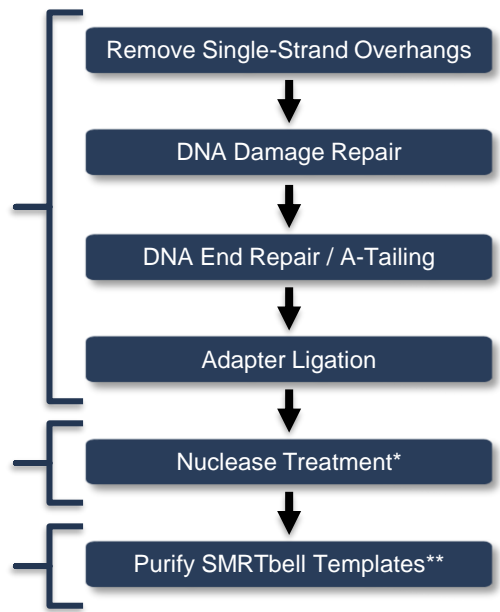 Remove Single-Strand Overhangs
DNA Damage Repair
DNA End Repair / A-Tailing
Adapter Ligation
Nuclease Treatment*
Purify SMRTbell Templates**